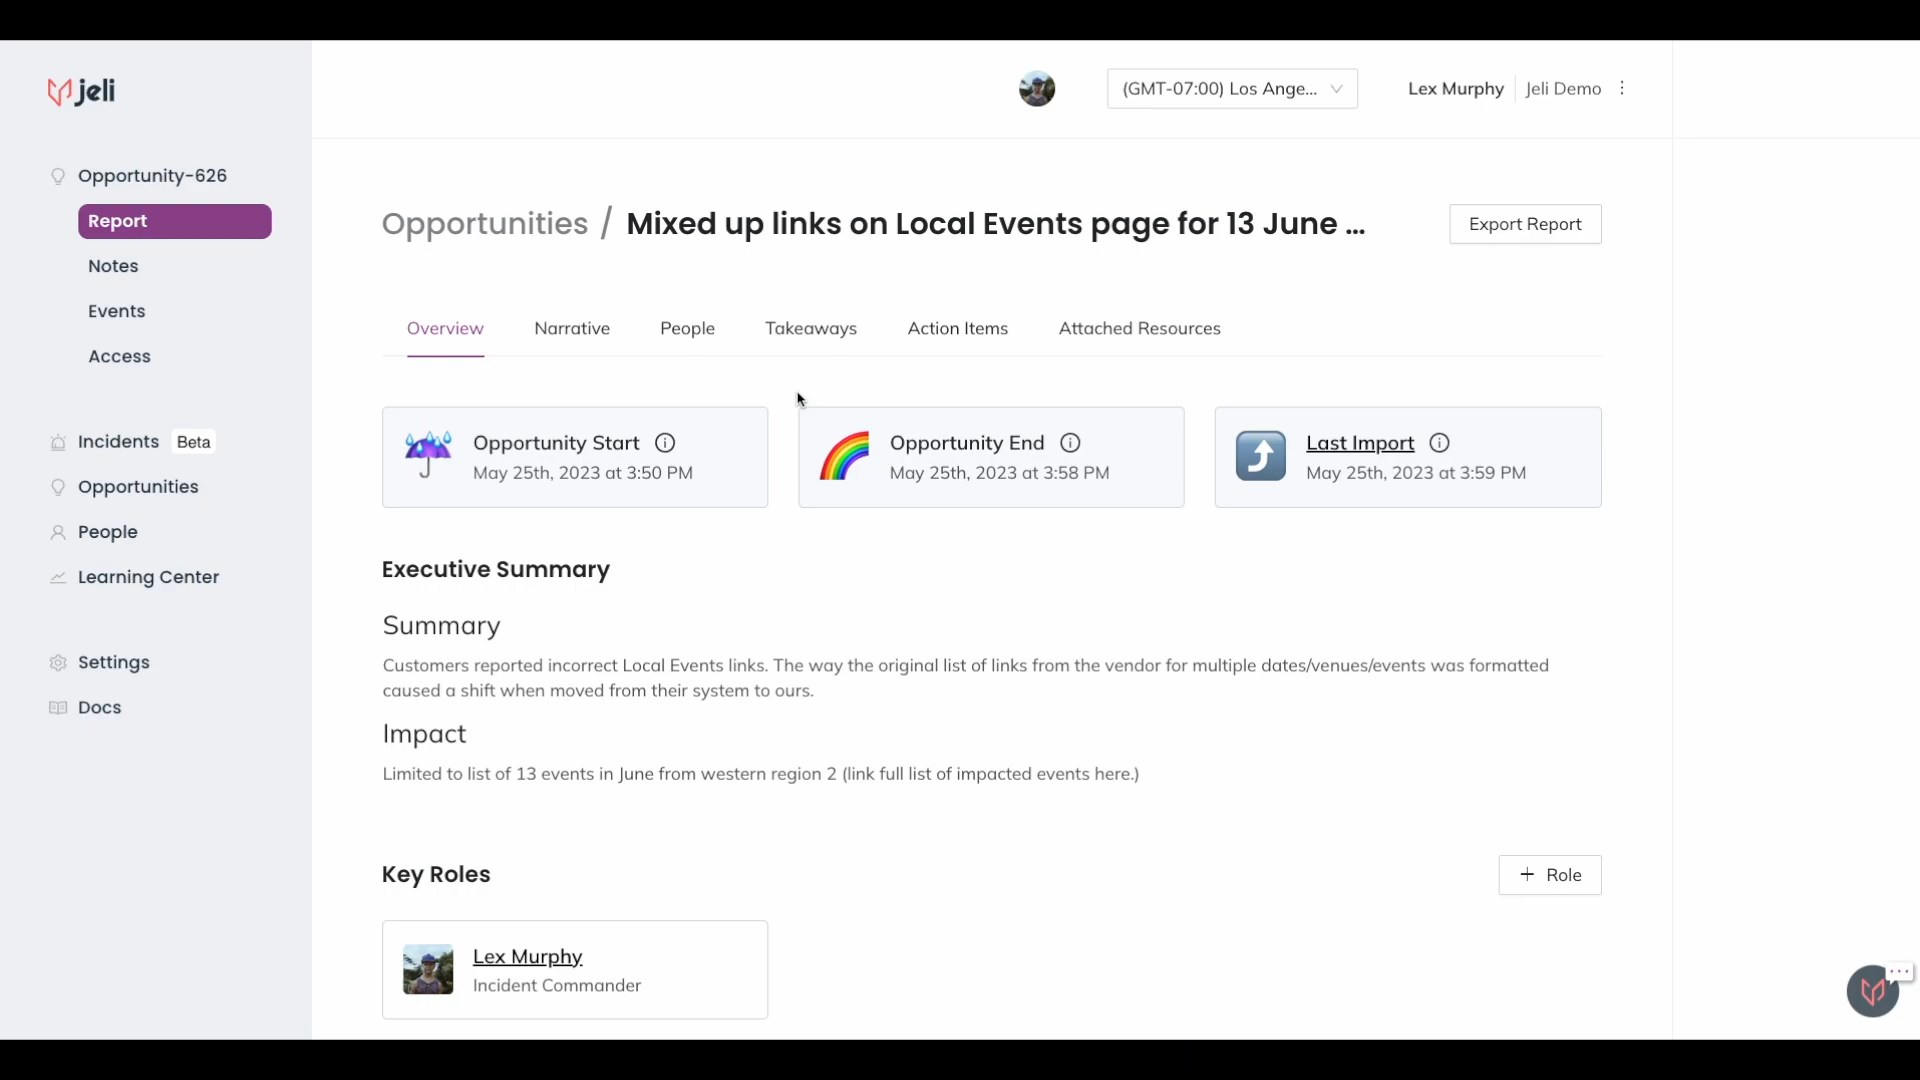 jeli
(GMT-07:00) Los Ange...
Lex Murphy
Jeli Demo
Opportunity-626
Report
Notes
Events
Access
Incidents Beta
Opportunities
People
Learning Center
Settings
Docs
Opportunities / Mixed up links on Local Events page for 13 June ...
Export Report
Overview
Narrative
People
Takeaways
Action Items
Attached Resources
Opportunity Start
May 25th, 2023 at 3:50 PM
Opportunity End
May 25th, 2023 at 3:58 PM
Last Import
May 25th, 2023 at 3:59 PM
Executive Summary
Summary
Customers reported incorrect Local Events links. The way the original list of links from the vendor for multiple dates/venues/events was formatted
caused a shift when moved from their system to ours.
Impact
Limited to list of 13 events in June from western region 2 (link full list of impacted events here.)
Key Roles
+ Role
Lex Murphy
Incident Commander